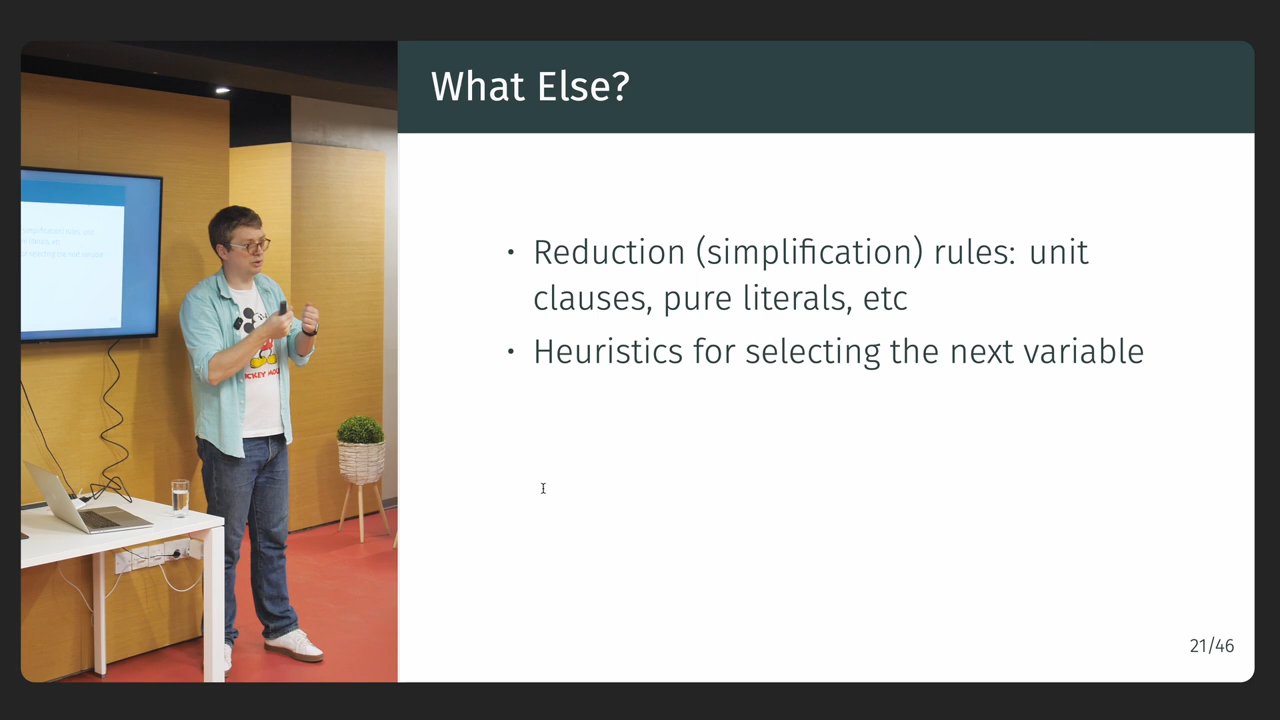 What Else?
• Reduction (simplification) rules: unit
clauses, pure literals, etc
• Heuristics for selecting the next variable
21/46